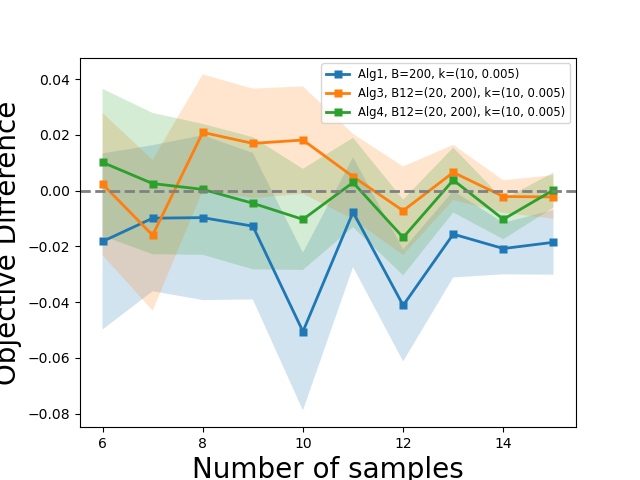 Alg1, B=200, k=(10, 0.005)
Alg3, B12=(20, 200), k=(10, 0.005)
Alg4, B12=(20, 200), k=(10, 0.005)
0.04
0.02
0.00
−0.02
−0.04
−0.06
−0.08
Objective Difference
6 8 10 12 14
Number of samples